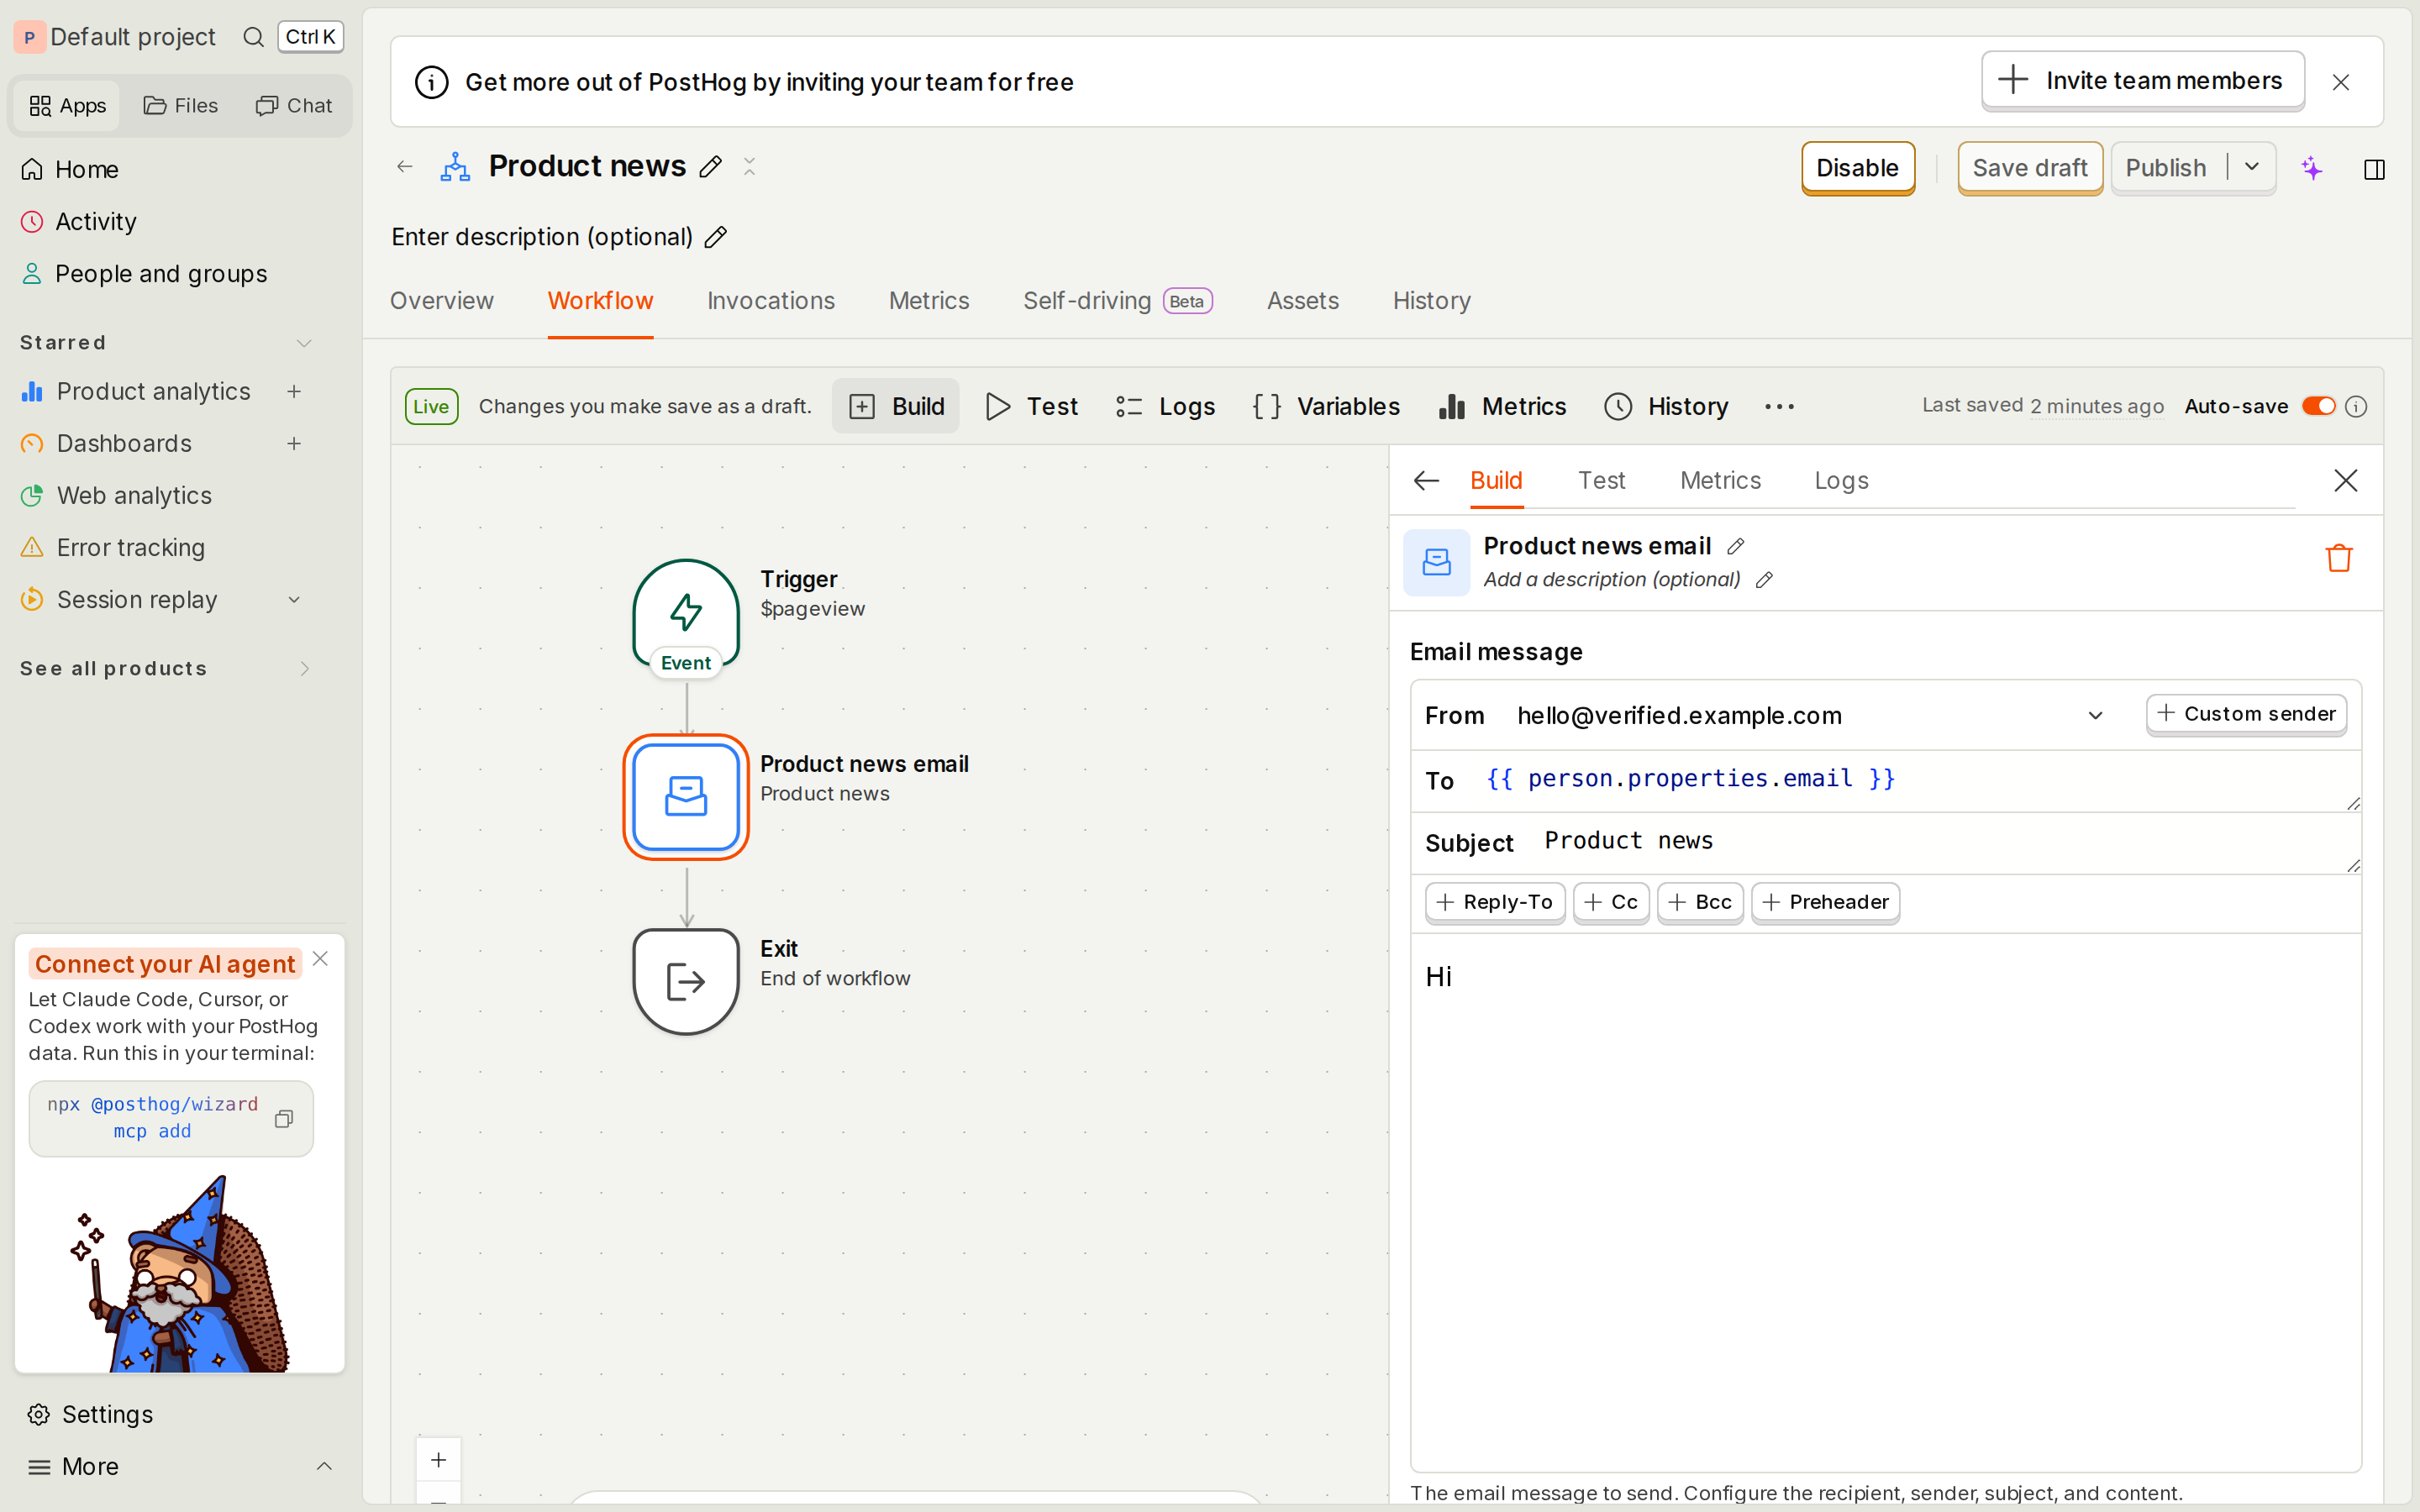 P Default project Ctrl K
Apps Files Chat
Home
Activity
People and groups
Starred
Product analytics
Dashboards
Web analytics
Error tracking
Session replay
See all products
Connect your AI agent
Let Claude Code, Cursor, or
Codex work with your PostHog
data. Run this in your terminal:
npx @posthog/wizard
mcp add
Settings
More
Get more out of PostHog by inviting your team for free
Invite team members
Product news
Disable Save draft Publish
Enter description (optional)
Overview Workflow Invocations Metrics Self-driving Beta Assets History
Live Changes you make save as a draft. Build Test Logs Variables Metrics History Last saved 2 minutes ago Auto-save
Trigger
$pageview
Event
Product news email
Product news
Exit
End of workflow
Build Test Metrics Logs
Product news email
Add a description (optional)
Email message
From hello@verified.example.com Custom sender
To {{ person.properties.email }}
Subject Product news
Reply-To Cc Bcc Preheader
Hi
The email message to send. Configure the recipient, sender, subject, and content.